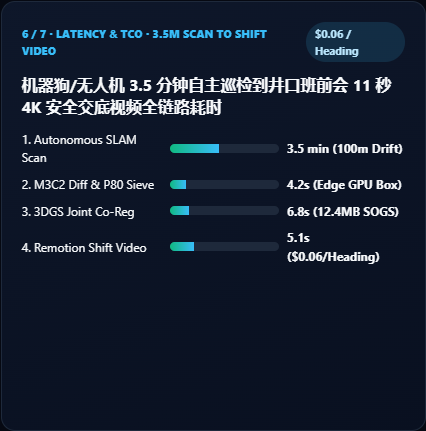 6 / 7 · LATENCY & TCO · 3.5M SCAN TO SHIFT
VIDEO
$0.06 /
Heading
机器狗/无人机 3.5 分钟自主巡检到井口班前会 11 秒
4K 安全交底视频全链路耗时
1. Autonomous SLAM
Scan
3.5 min (100m Drift)
2. M3C2 Diff & P80 Sieve
4.2s (Edge GPU Box)
3. 3DGS Joint Co-Reg
6.8s (12.4MB SOGS)
4. Remotion Shift Video
5.1s
($0.06/Heading)